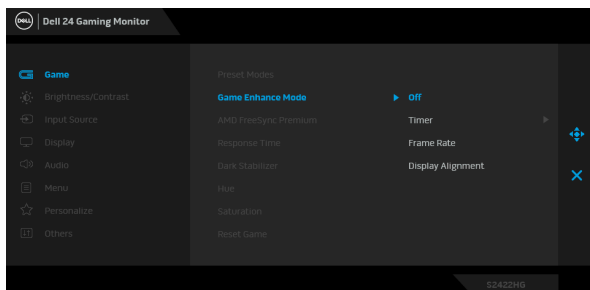 DELL
Dell 24 Gaming Monitor
Game
Brightness/Contrast
Input Source
Display
Audio
Menu
Personalize
Others
Preset Modes
Game Enhance Mode
AMD FreeSync Premium
Response Time
Dark Stabilizer
Hue
Saturation
Reset Game
Off
Timer
Frame Rate
Display Alignment
S2422HG